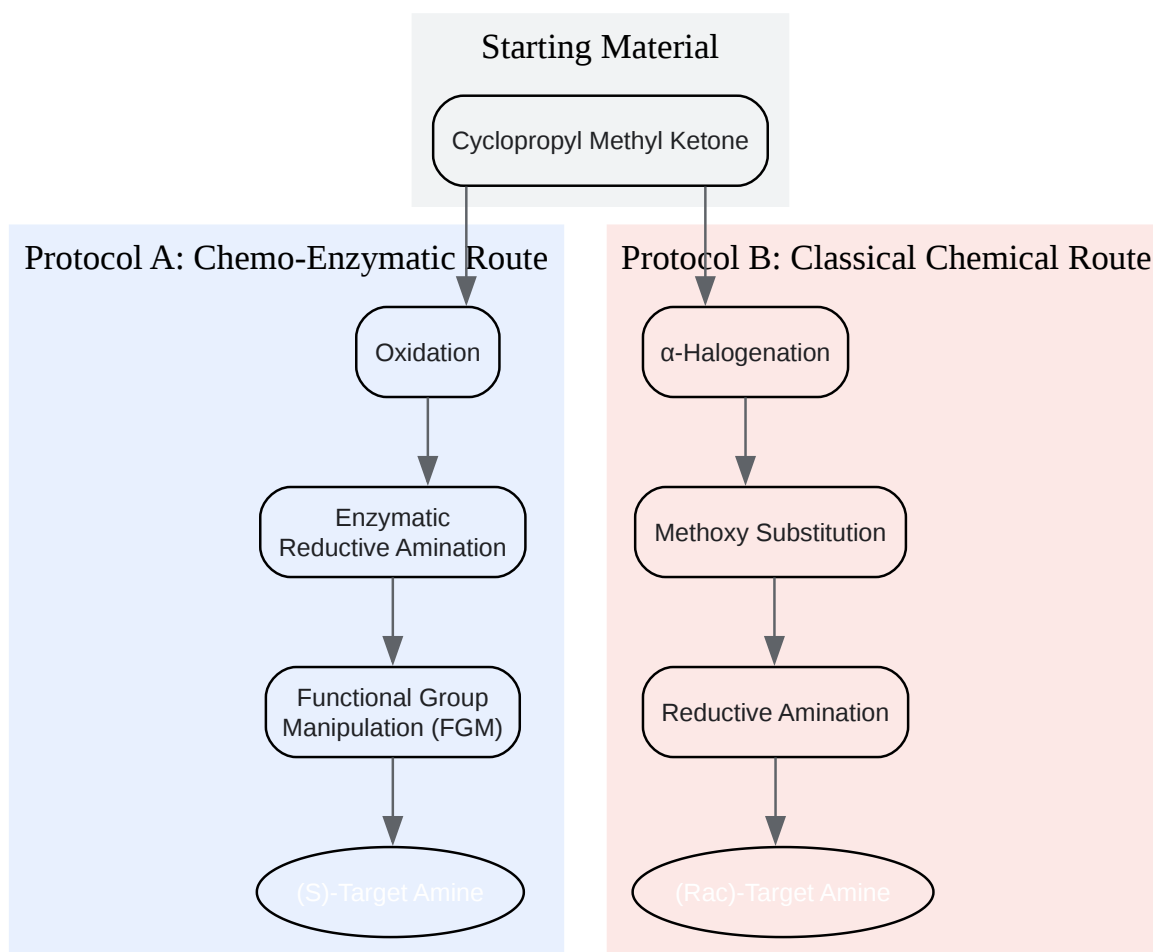 Starting Material
Cyclopropyl Methyl Ketone
Protocol A: Chemo-Enzymatic Route
Oxidation
Enzymatic
Reductive Amination
Functional Group
Manipulation (FGM)
(S)-Target Amine
Protocol B: Classical Chemical Route
α-Halogenation
Methoxy Substitution
Reductive Amination
(Rac)-Target Amine